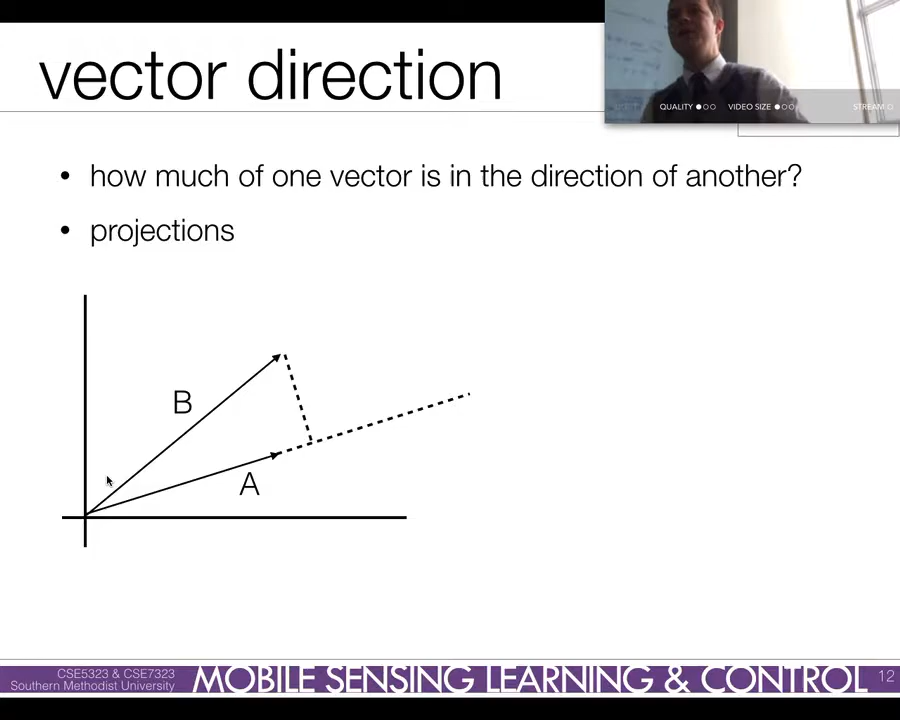 vector direction
QUALITY
VIDEO SIZE
STREAM
• how much of one vector is in the direction of another?
• projections
B
A
CSE5323 & CSE7323
Southern Methodist University
MOBILE SENSING LEARNING & CONTROL
12